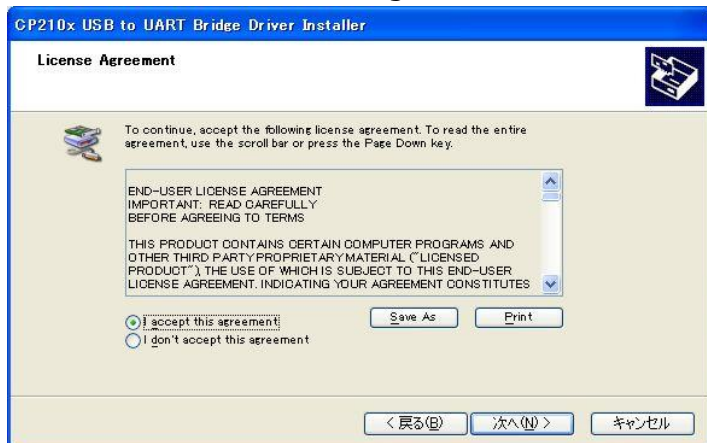 CP210x USB to UART Bridge Driver Installer
License Agreement
To continue, accept the following license agreement. To read the entire
agreement, use the scroll bar or press the Page Down key.
END-USER LICENSE AGREEMENT
IMPORTANT: READ CAREFULLY
BEFORE AGREEING TO TERMS
THIS PRODUCT CONTAINS CERTAIN COMPUTER PROGRAMS AND
OTHER THIRD PARTY PROPRIETARY MATERIAL ("LICENSED
PRODUCT"), THE USE OF WHICH IS SUBJECT TO THIS END-USER
LICENSE AGREEMENT. INDICATING YOUR AGREEMENT CONSTITUTES
I accept this agreement
Save As
Print
I don't accept this agreement
< 戻る(B)
次へ(N) >
キャンセル